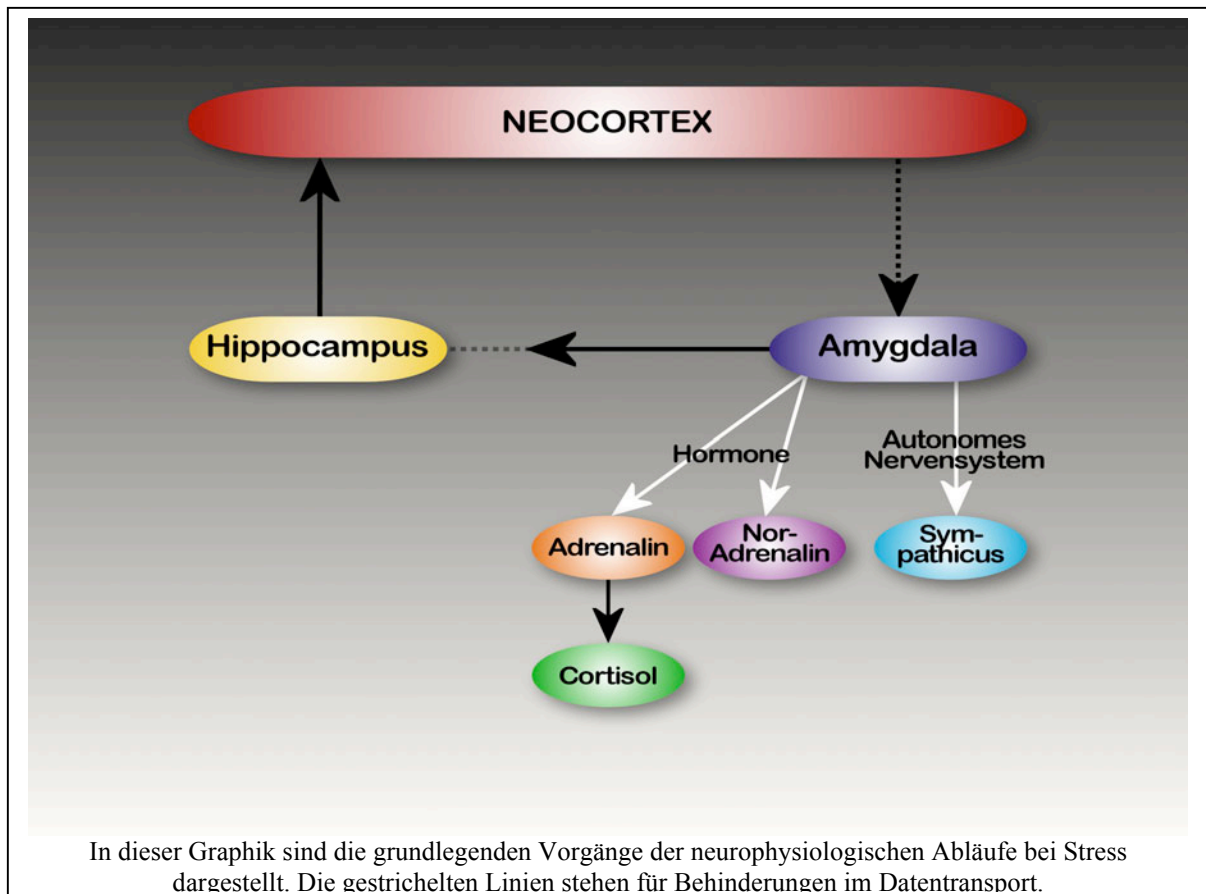 NEOCORTEX
Hippocampus
Amygdala
Hormone
Autonomes
Nervensystem
Adrenalin
Nor-
Adrenalin
Sym-
pathicus
Cortisol
In dieser Graphik sind die grundlegenden Vorgänge der neurophysiologischen Abläufe bei Stress
dargestellt. Die gestrichelten Linien stehen für Behinderungen im Datentransport.